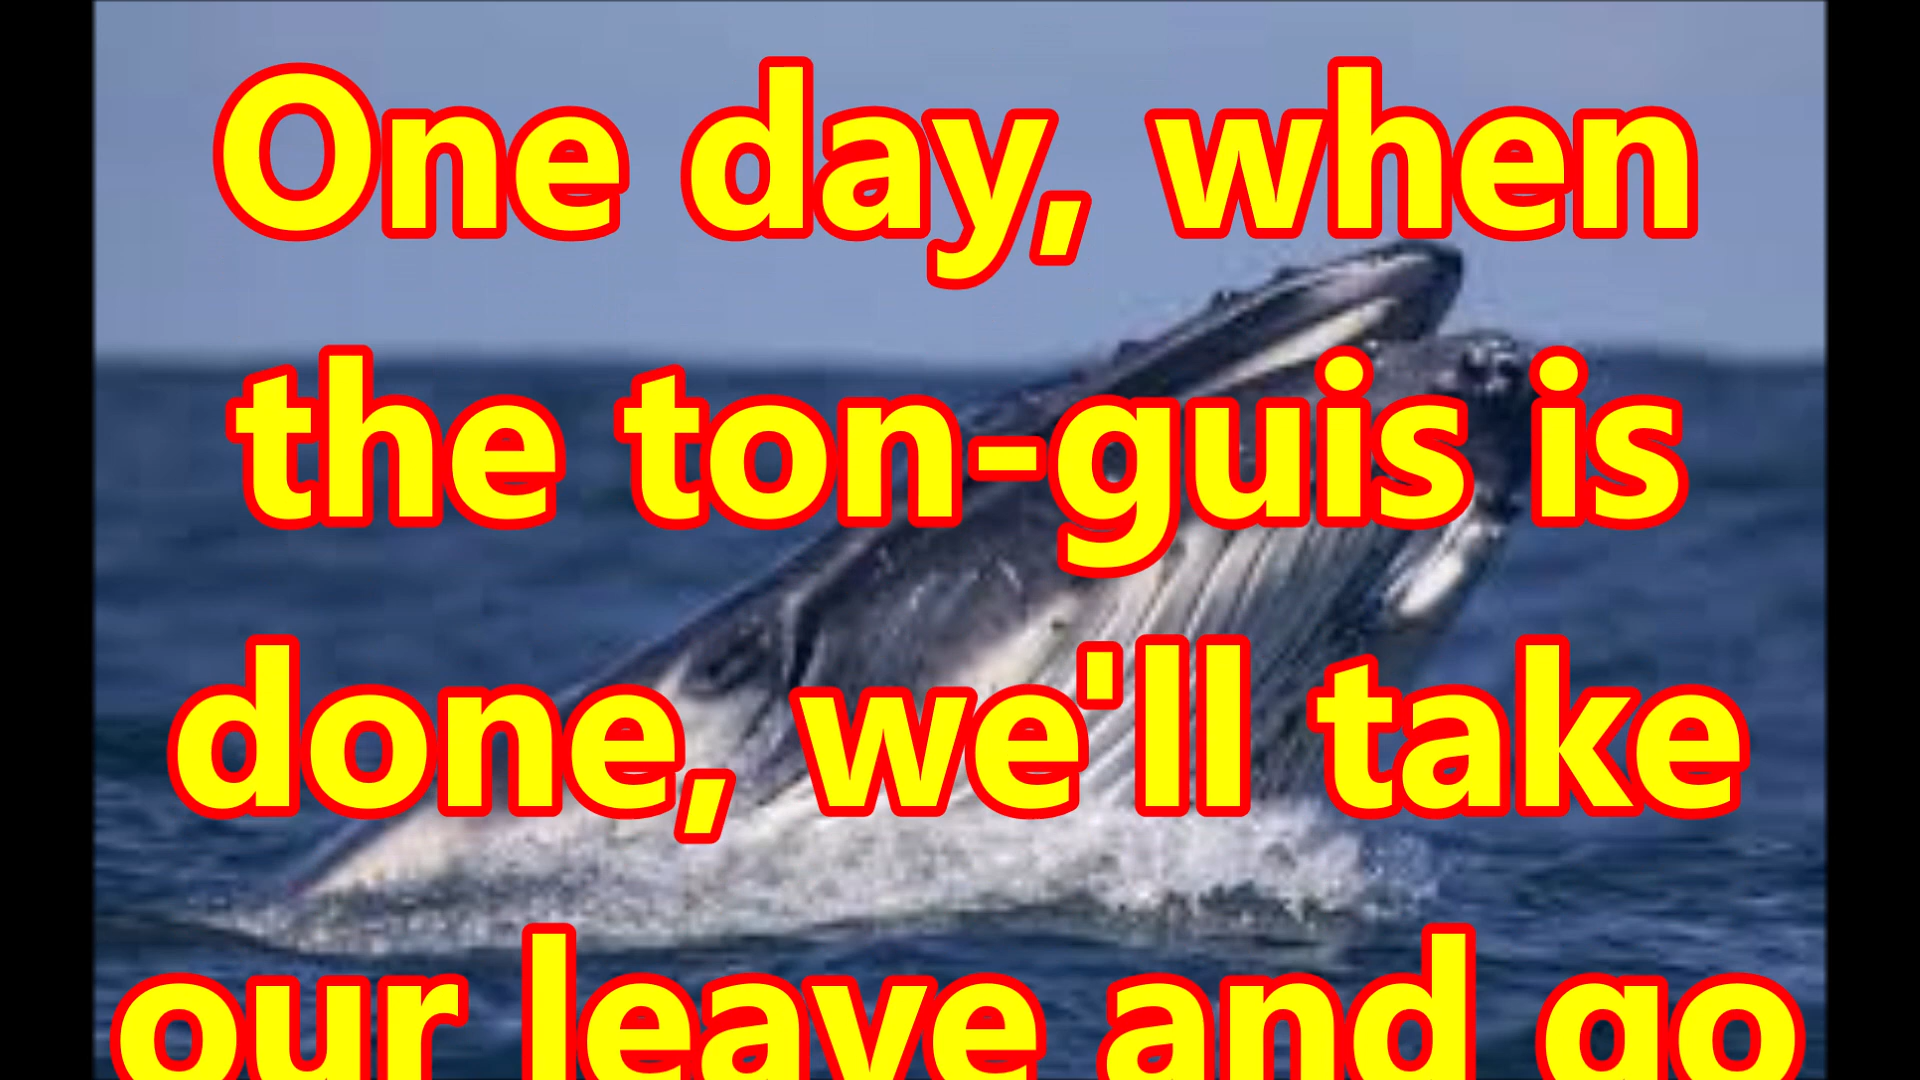 One day, when
the ton-guis is
done, we'll take
our leave and go